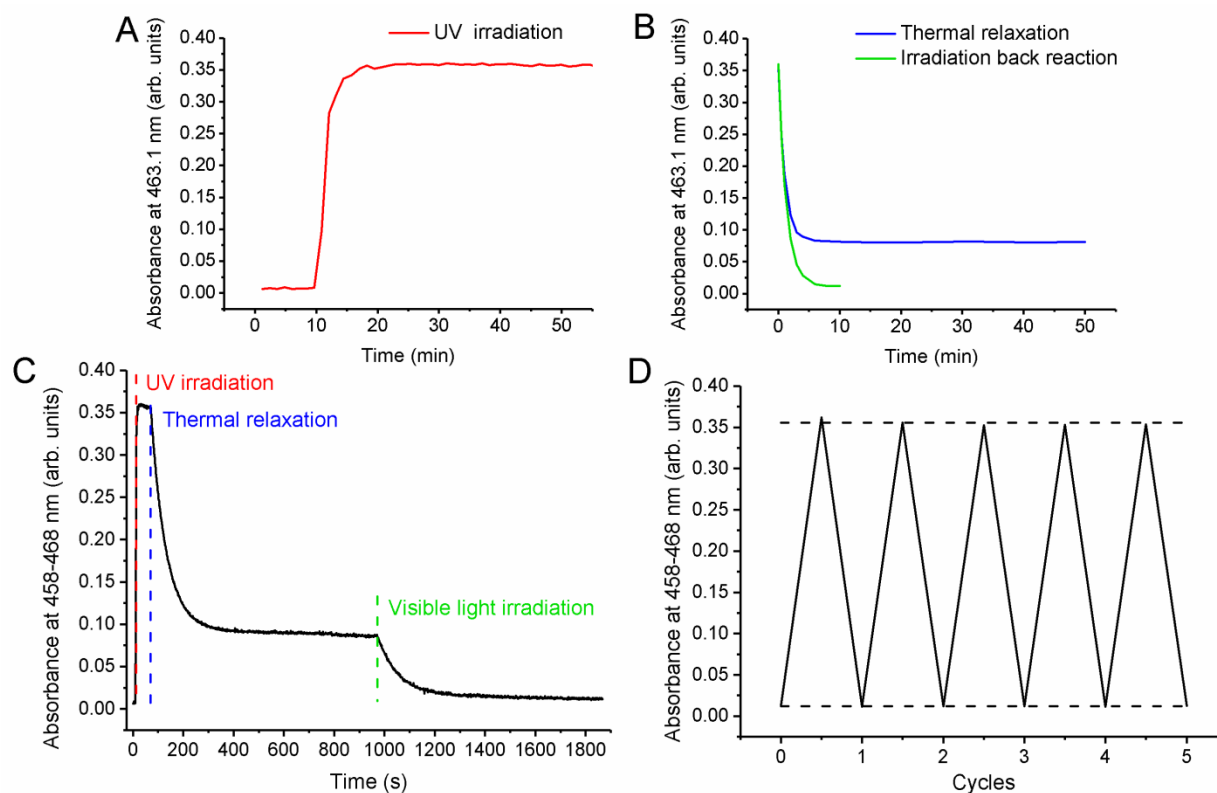 A
UV irradiation
Absorbance at 463.1 nm (arb. units)
0.40
0.35
0.30
0.25
0.20
0.15
0.10
0.05
0.00
0 10 20 30 40 50
Time (min)
B
Thermal relaxation
Irradiation back reaction
Absorbance at 463.1 nm (arb. units)
0.40
0.35
0.30
0.25
0.20
0.15
0.10
0.05
0.00
0 10 20 30 40 50
Time (min)
C
UV irradiation
Thermal relaxation
Visible light irradiation
Absorbance at 458-468 nm (arb. units)
0.40
0.35
0.30
0.25
0.20
0.15
0.10
0.05
0.00
0 200 400 600 800 1000 1200 1400 1600 1800
Time (s)
D
Absorbance at 458-468 nm (arb. units)
0.40
0.35
0.30
0.25
0.20
0.15
0.10
0.05
0.00
0 1 2 3 4 5
Cycles